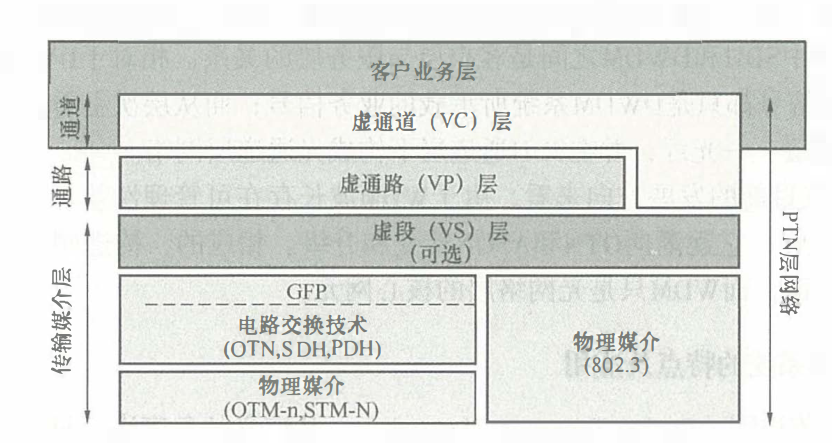 客户业务层
通道
虚通道（VC）层
通路
虚通路（VP）层
虚段（VS）层
（可选）
传输媒介层
GFP
电路交换技术
(OTN,SDH,PDH)
物理媒介
(802.3)
物理媒介
(OTM-n,STM-N)
PTN层网络